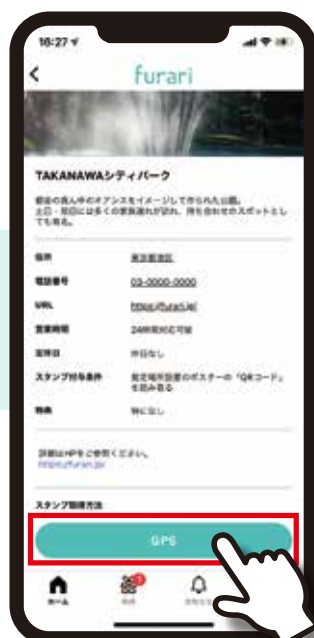 16:27
furari
TAKANAWAシティパーク
都会の真ん中のオアシスをイメージして作られた公園。
土日・祝日には多くの家族連れが訪れ、待ち合わせのスポットとし
ても有名。
住所 東京都港区
電話番号 03-0000-0000
URL https://furari.jp/
営業時間 24時間対応可能
定休日 休日なし
スタンプ付与条件 指定場所設置のポスターの「QRコード」
を読み取る
特典 特になし
詳細はHPをご参照ください。
https://furari.jp/
スタンプ取得方法
GPS
ホーム